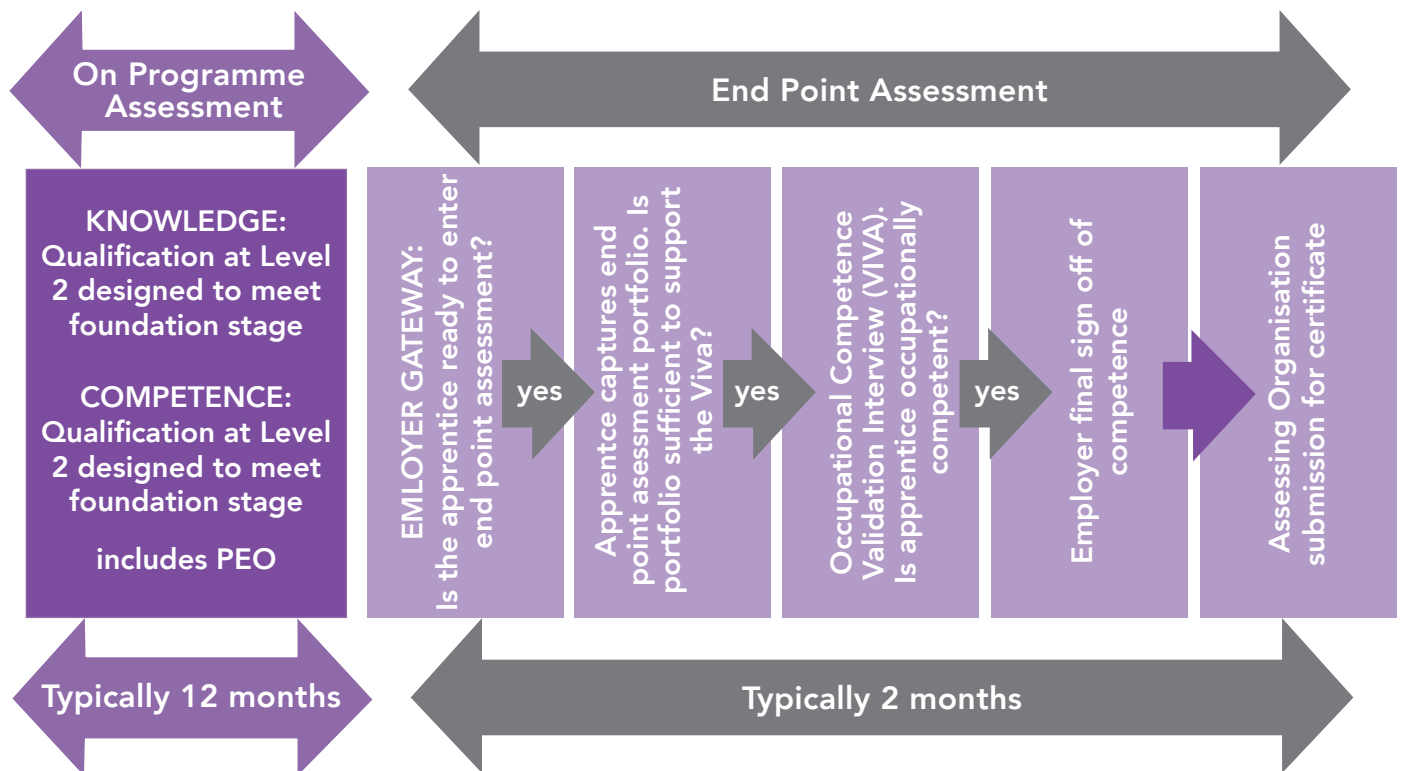 On Programme
Assessment
End Point Assessment
KNOWLEDGE:
Qualification at Level
2 designed to meet
foundation stage
COMPETENCE:
Qualification at Level
2 designed to meet
foundation stage
includes PEO
EMLOYER GATEWAY:
Is the apprentice ready to enter
end point assessment?
yes
Apprentce captures end
point asessment portfolio. Is
portfolio sufficient to support
the Viva?
yes
Occupational Competence
Validation Interview (VIVA).
Is apprentice occupationally
competent?
yes
Employer final sign off of
competence
Assessing Organisation
submission for certificate
Typically 12 months
Typically 2 months